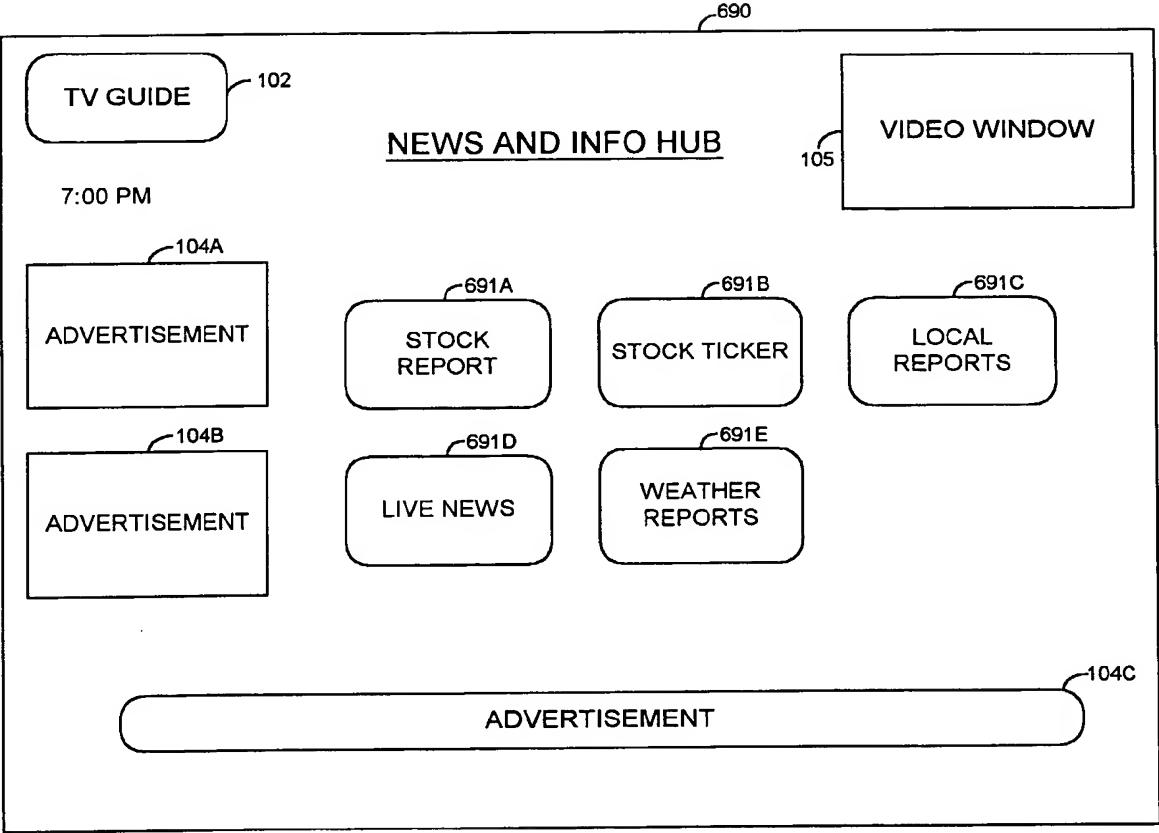 690
TV GUIDE
102
NEWS AND INFO HUB
VIDEO WINDOW
105
7:00 PM
104A
ADVERTISEMENT
691A
STOCK
REPORT
691B
STOCK TICKER
691C
LOCAL
REPORTS
104B
ADVERTISEMENT
691D
LIVE NEWS
691E
WEATHER
REPORTS
104C
ADVERTISEMENT